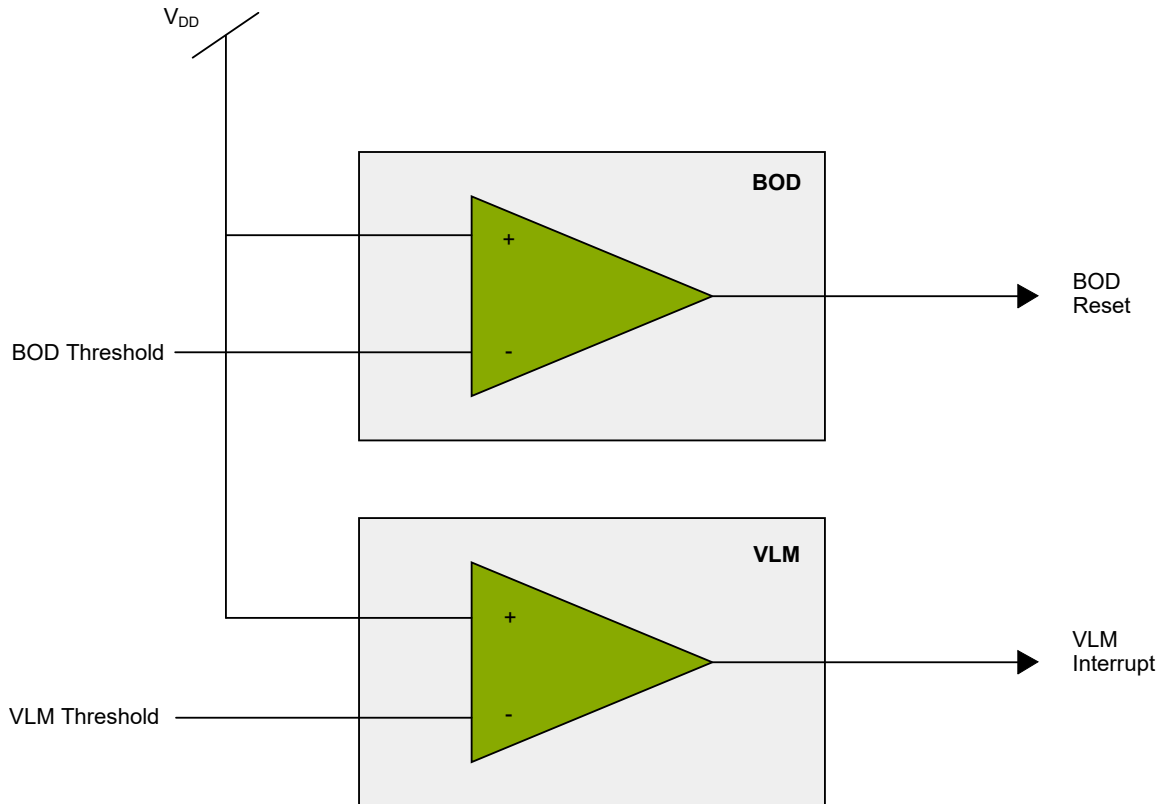 VDD
BOD
+
BOD
Reset
BOD Threshold
-
VLM
+
VLM
Interrupt
VLM Threshold
-